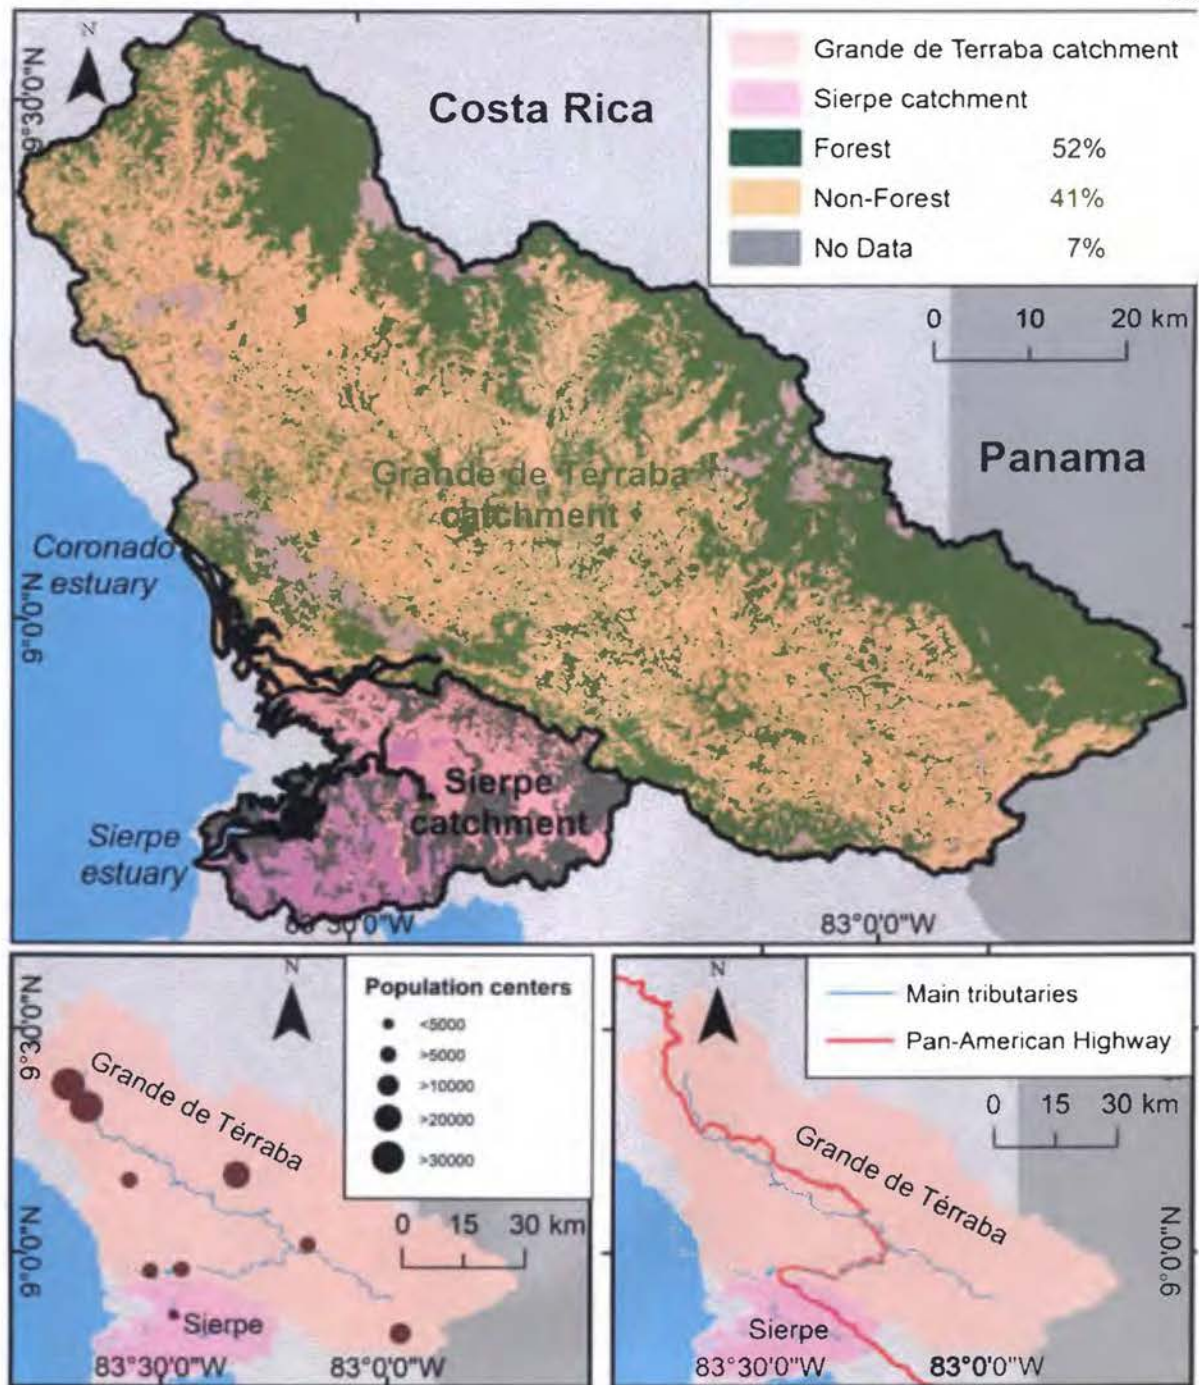 N
9°30'0"N
Costa Rica
Grande de Terraba catchment
Sierpe catchment
Forest 52%
Non-Forest 41%
No Data 7%
0 10 20 km
Panama
Grande de Térraba
catchment
Coronado
estuary
9°0'0"N
Sierpe
catchment
Sierpe
estuary
83°30'0"W
83°0'0"W
N
Population centers
<5000
>5000
>10000
>20000
>30000
9°30'0"N
Grande de Térraba
0 15 30 km
9°0'0"N
Sierpe
83°30'0"W
83°0'0"W
N
Main tributaries
Pan-American Highway
0 15 30 km
Grande de Térraba
9°0'0"N
Sierpe
83°30'0"W
83°0'0"W